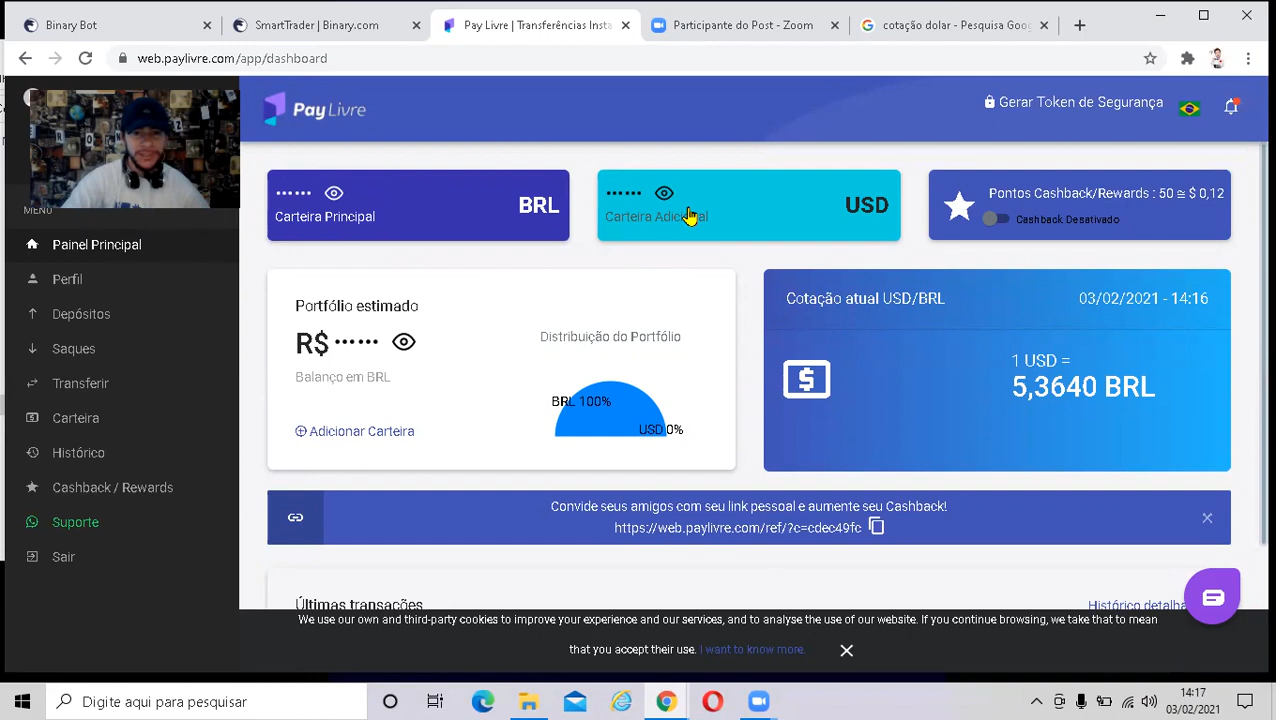 Binary Bot
SmartTrader | Binary.com
Pay Livre | Transferências Insta
Participante do Post - Zoom
cotação dolar - Pesquisa Goog
web.paylivre.com/app/dashboard
Pay Livre
Gerar Token de Segurança
•••••• BRL
Carteira Principal
•••••• USD
Carteira Adicional
Pontos Cashback/Rewards : 50 ≅ $ 0,12
Cashback Desativado
MENU
Painel Principal
Perfil
Depósitos
Saques
Transferir
Carteira
Histórico
Cashback / Rewards
Suporte
Sair
Portfólio estimado
R$ ••••••
Balanço em BRL
Adicionar Carteira
Distribuição do Portfólio
BRL 100%
USD 0%
Cotação atual USD/BRL
03/02/2021 - 14:16
1 USD =
5,3640 BRL
Convide seus amigos com seu link pessoal e aumente seu Cashback!
https://web.paylivre.com/ref/?c=cdec49fc
Últimas transações
We use our own and third-party cookies to improve your experience and our services, and to analyse the use of our website. If you continue browsing, we take that to mean
that you accept their use. I want to know more.
Digite aqui para pesquisar
14:17
03/02/2021